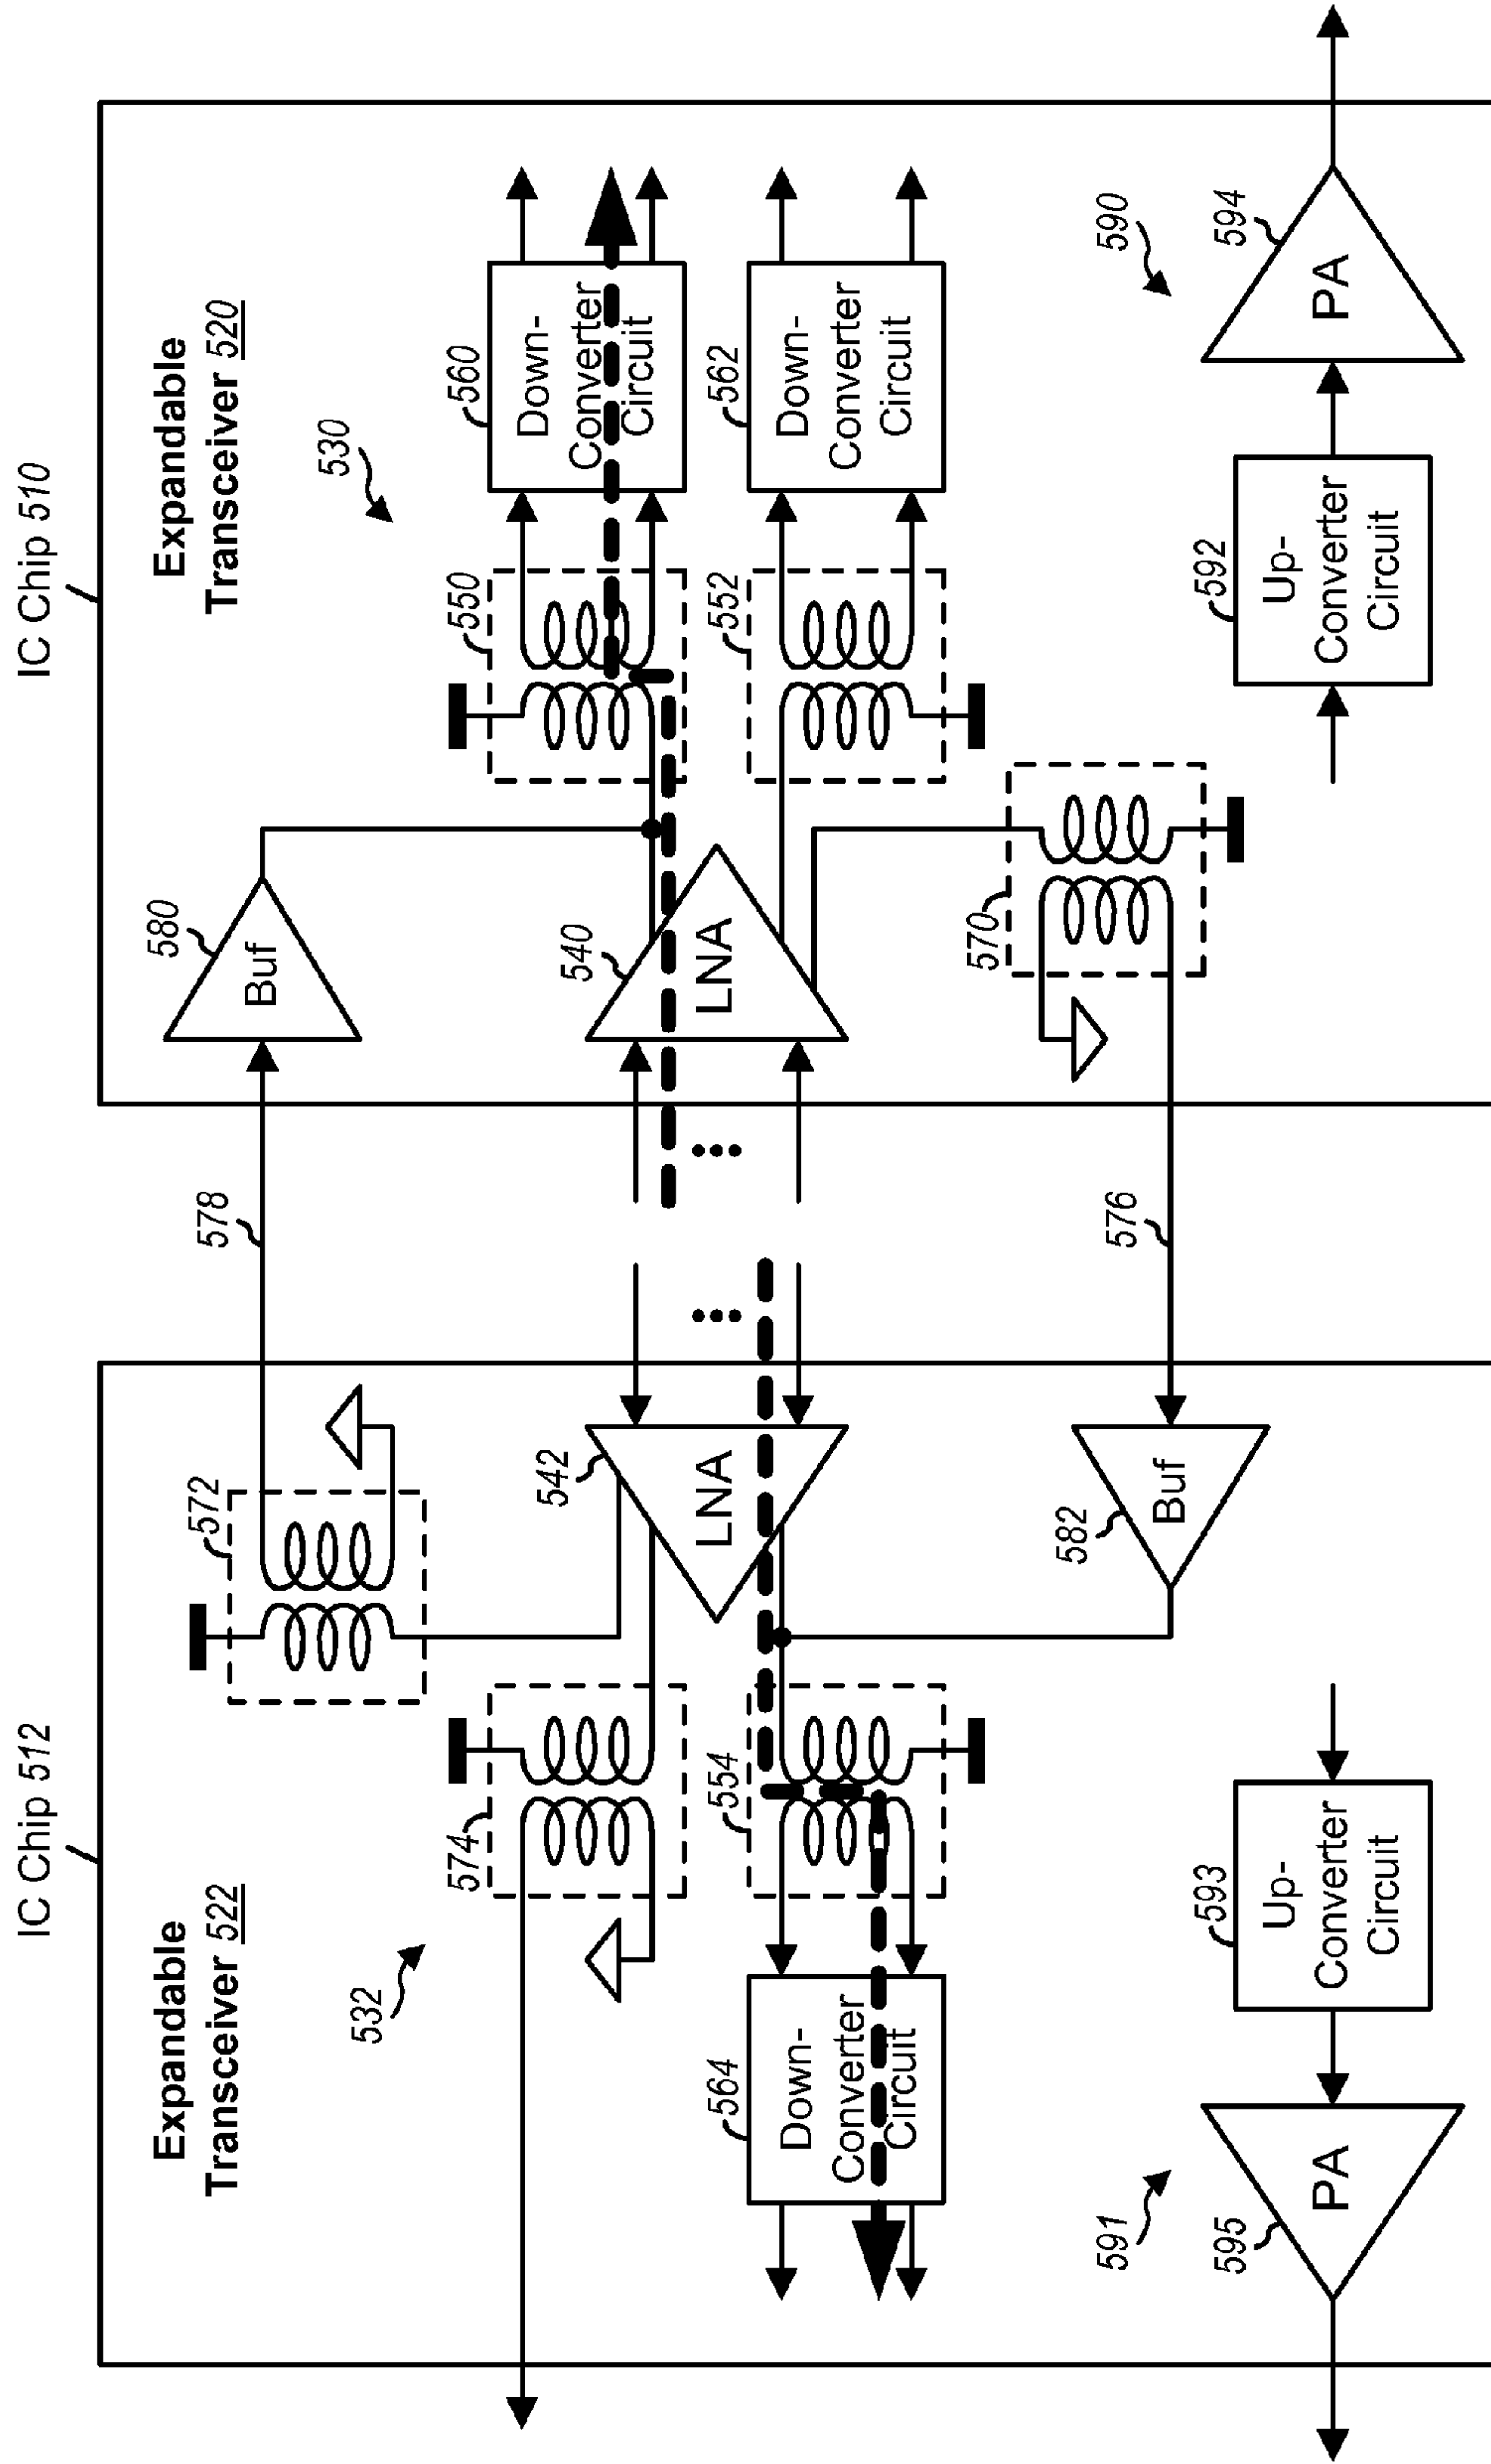 IC Chip 512
IC Chip 510
Expandable
Transceiver 522
Expandable
Transceiver 520
572
578
580
Buf
532
530
574
542
LNA
540
LNA
550
560
Down-
Converter
Circuit
564
Down-
Converter
Circuit
554
552
562
Down-
Converter
Circuit
570
582
Buf
576
591
595
PA
593
Up-
Converter
Circuit
592
Up-
Converter
Circuit
590
594
PA